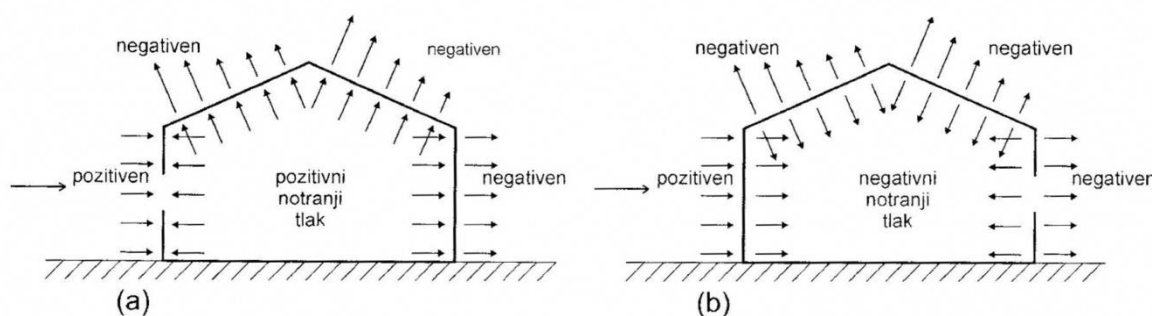 negativen
negativen
pozitiven
pozitivni
notranji
tlak
negativen
(a)
negativen
negativen
pozitiven
negativni
notranji
tlak
negativen
(b)